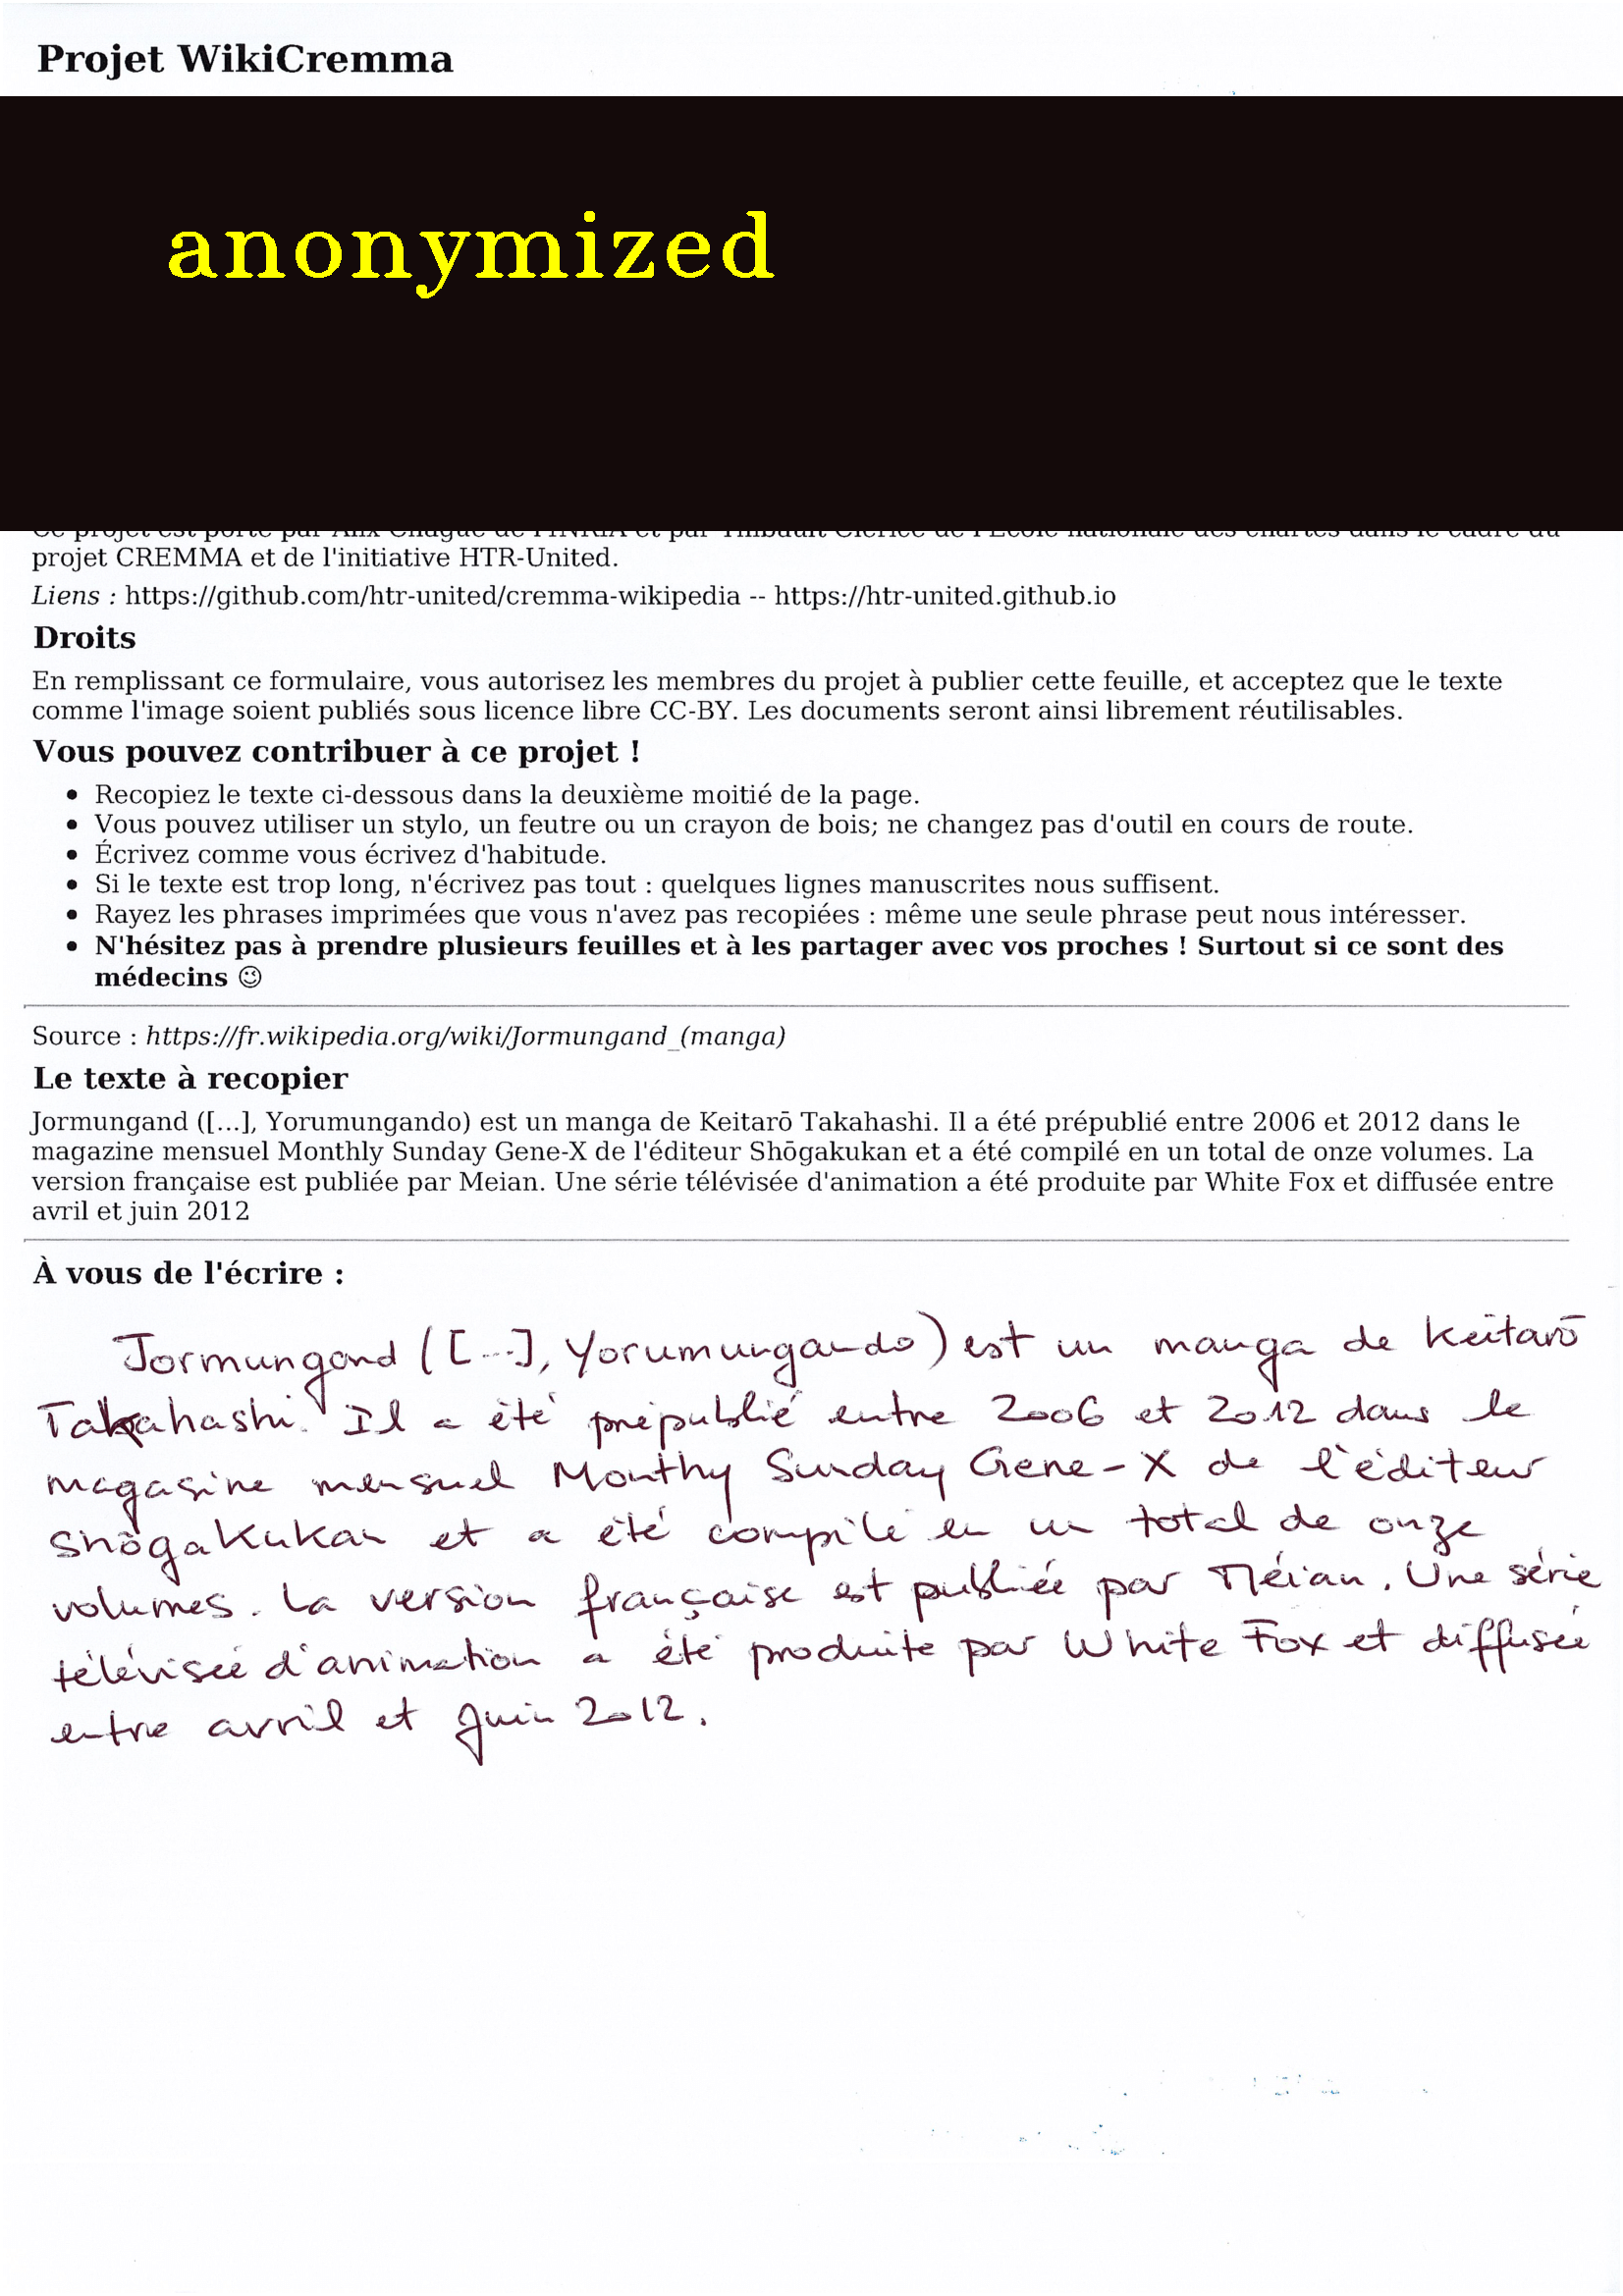 Projet WikiCremma
anonymized
projet CREMMA et de l'initiative HTR-United.
Liens : https://github.com/htr-united/cremma-wikipedia -- https://htr-united.github.io
Droits
En remplissant ce formulaire, vous autorisez les membres du projet à publier cette feuille, et acceptez que le texte
comme l'image soient publiés sous licence libre CC-BY. Les documents seront ainsi librement réutilisables.
Vous pouvez contribuer à ce projet !
• Recopiez le texte ci-dessous dans la deuxième moitié de la page.
• Vous pouvez utiliser un stylo, un feutre ou un crayon de bois; ne changez pas d'outil en cours de route.
• Écrivez comme vous écrivez d'habitude.
• Si le texte est trop long, n'écrivez pas tout : quelques lignes manuscrites nous suffisent.
• Rayez les phrases imprimées que vous n'avez pas recopiées : même une seule phrase peut nous intéresser.
• N'hésitez pas à prendre plusieurs feuilles et à les partager avec vos proches ! Surtout si ce sont des
médecins 😉
Source : https://fr.wikipedia.org/wiki/Jormungand_(manga)
Le texte à recopier
Jormungand ([...], Yorumungando) est un manga de Keitarō Takahashi. Il a été prépublié entre 2006 et 2012 dans le
magazine mensuel Monthly Sunday Gene-X de l'éditeur Shōgakukan et a été compilé en un total de onze volumes. La
version française est publiée par Meian. Une série télévisée d'animation a été produite par White Fox et diffusée entre
avril et juin 2012
À vous de l'écrire :
Jormungand ([...], Yorumungando) est un manga de Keitarō
Takahashi. Il a été prépublié entre 2006 et 2012 dans le
magasine mensuel Monthy Sunday Gene-X de l'éditeur
Shōgakukan et a été compilé en un total de onze
volumes. La version française est publiée par Méian. Une série
télévisée d'animation a été produite par White Fox et diffusée
entre avril et juin 2012.